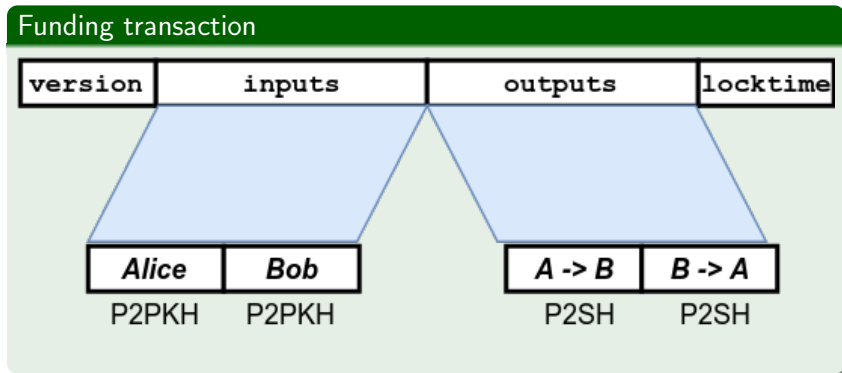 Funding transaction
version inputs outputs locktime
Alice Bob A -> B B -> A
P2PKH P2PKH P2SH P2SH